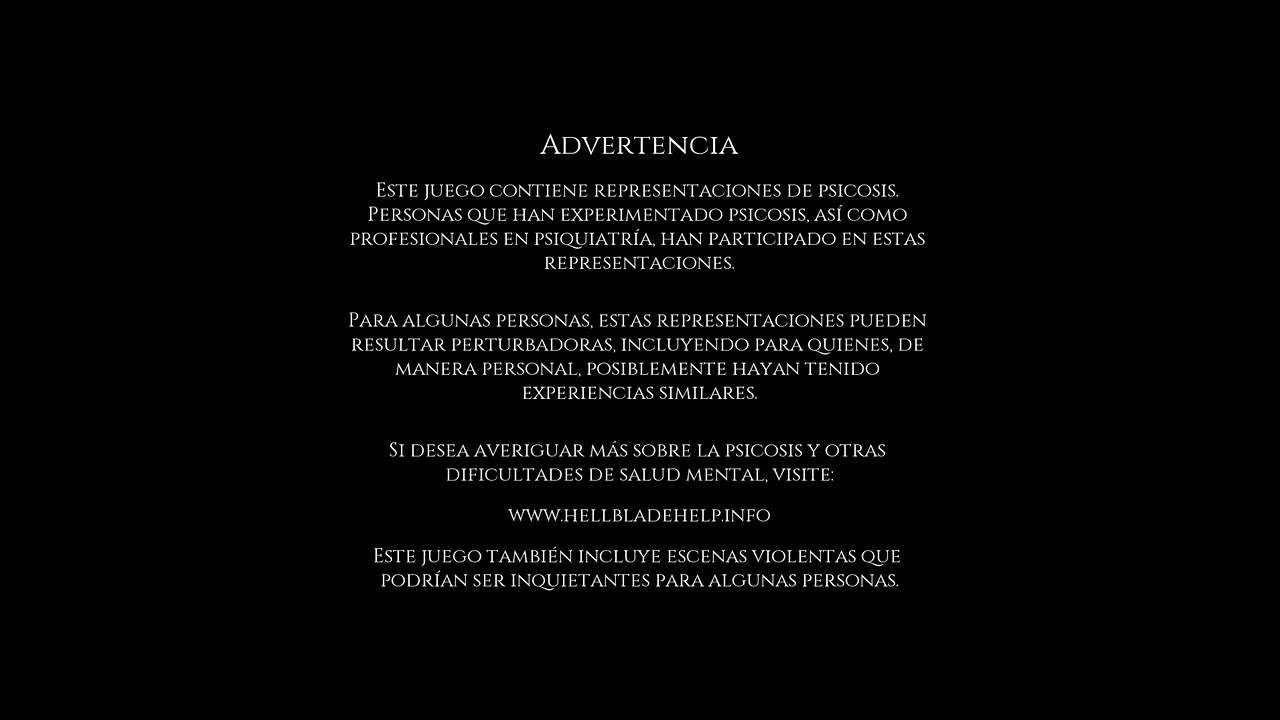 Advertencia
Este juego contiene representaciones de psicosis.
Personas que han experimentado psicosis, así como
profesionales en psiquiatría, han participado en estas
representaciones.
Para algunas personas, estas representaciones pueden
resultar perturbadoras, incluyendo para quienes, de
manera personal, posiblemente hayan tenido
experiencias similares.
Si desea averiguar más sobre la psicosis y otras
dificultades de salud mental, visite:
www.hellbladehelp.info
Este juego también incluye escenas violentas que
podrían ser inquietantes para algunas personas.